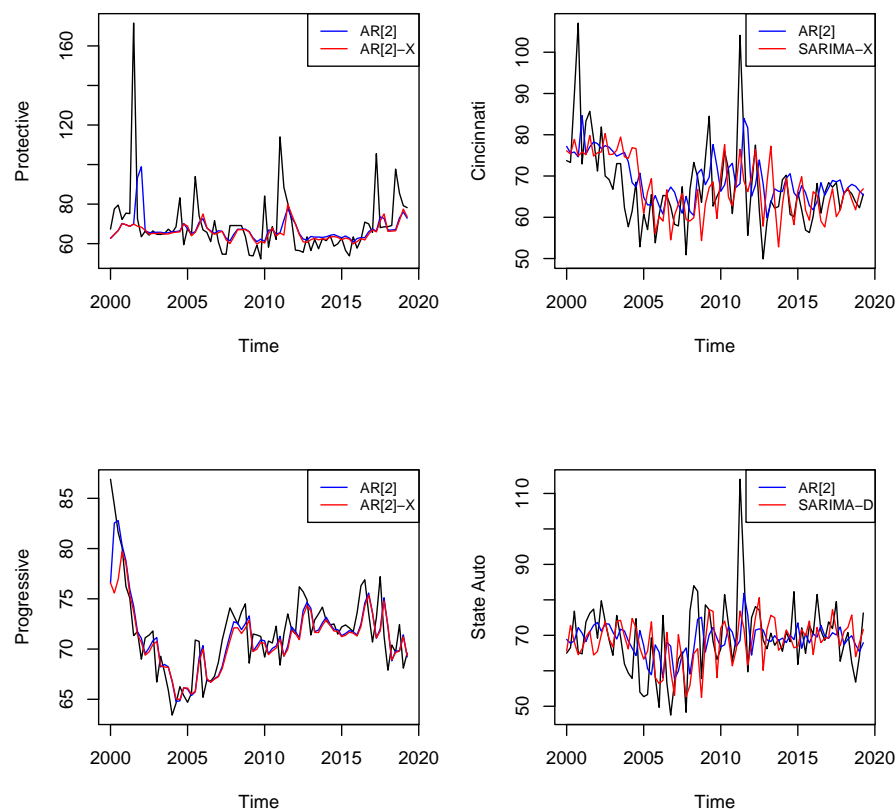 AR[2]
AR[2]−X
Protective
60 80 120 160
2000 2005 2010 2015 2020
Time
AR[2]
SARIMA−X
Cincinnati
50 60 70 80 90 100
2000 2005 2010 2015 2020
Time
AR[2]
AR[2]−X
Progressive
65 70 75 80 85
2000 2005 2010 2015 2020
Time
AR[2]
SARIMA−D
State Auto
50 70 90 110
2000 2005 2010 2015 2020
Time